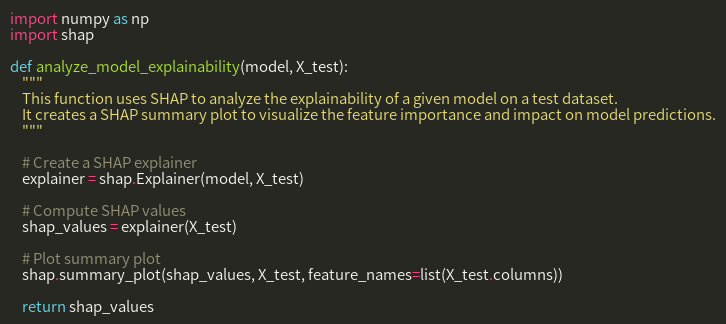 import numpy as np
import shap
def analyze_model_explainability(model, X_test):
"""
This function uses SHAP to analyze the explainability of a given model on a test dataset.
It creates a SHAP summary plot to visualize the feature importance and impact on model predictions.
"""
# Create a SHAP explainer
explainer = shap.Explainer(model, X_test)
# Compute SHAP values
shap_values = explainer(X_test)
# Plot summary plot
shap.summary_plot(shap_values, X_test, feature_names=list(X_test.columns))
return shap_values